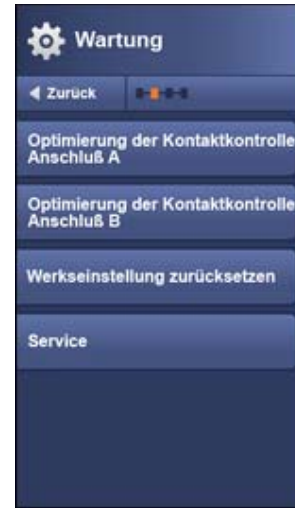 Wartung
Zurück
Optimierung der Kontaktkontrolle
Anschluß A
Optimierung der Kontaktkontrolle
Anschluß B
Werkseinstellung zurücksetzen
Service